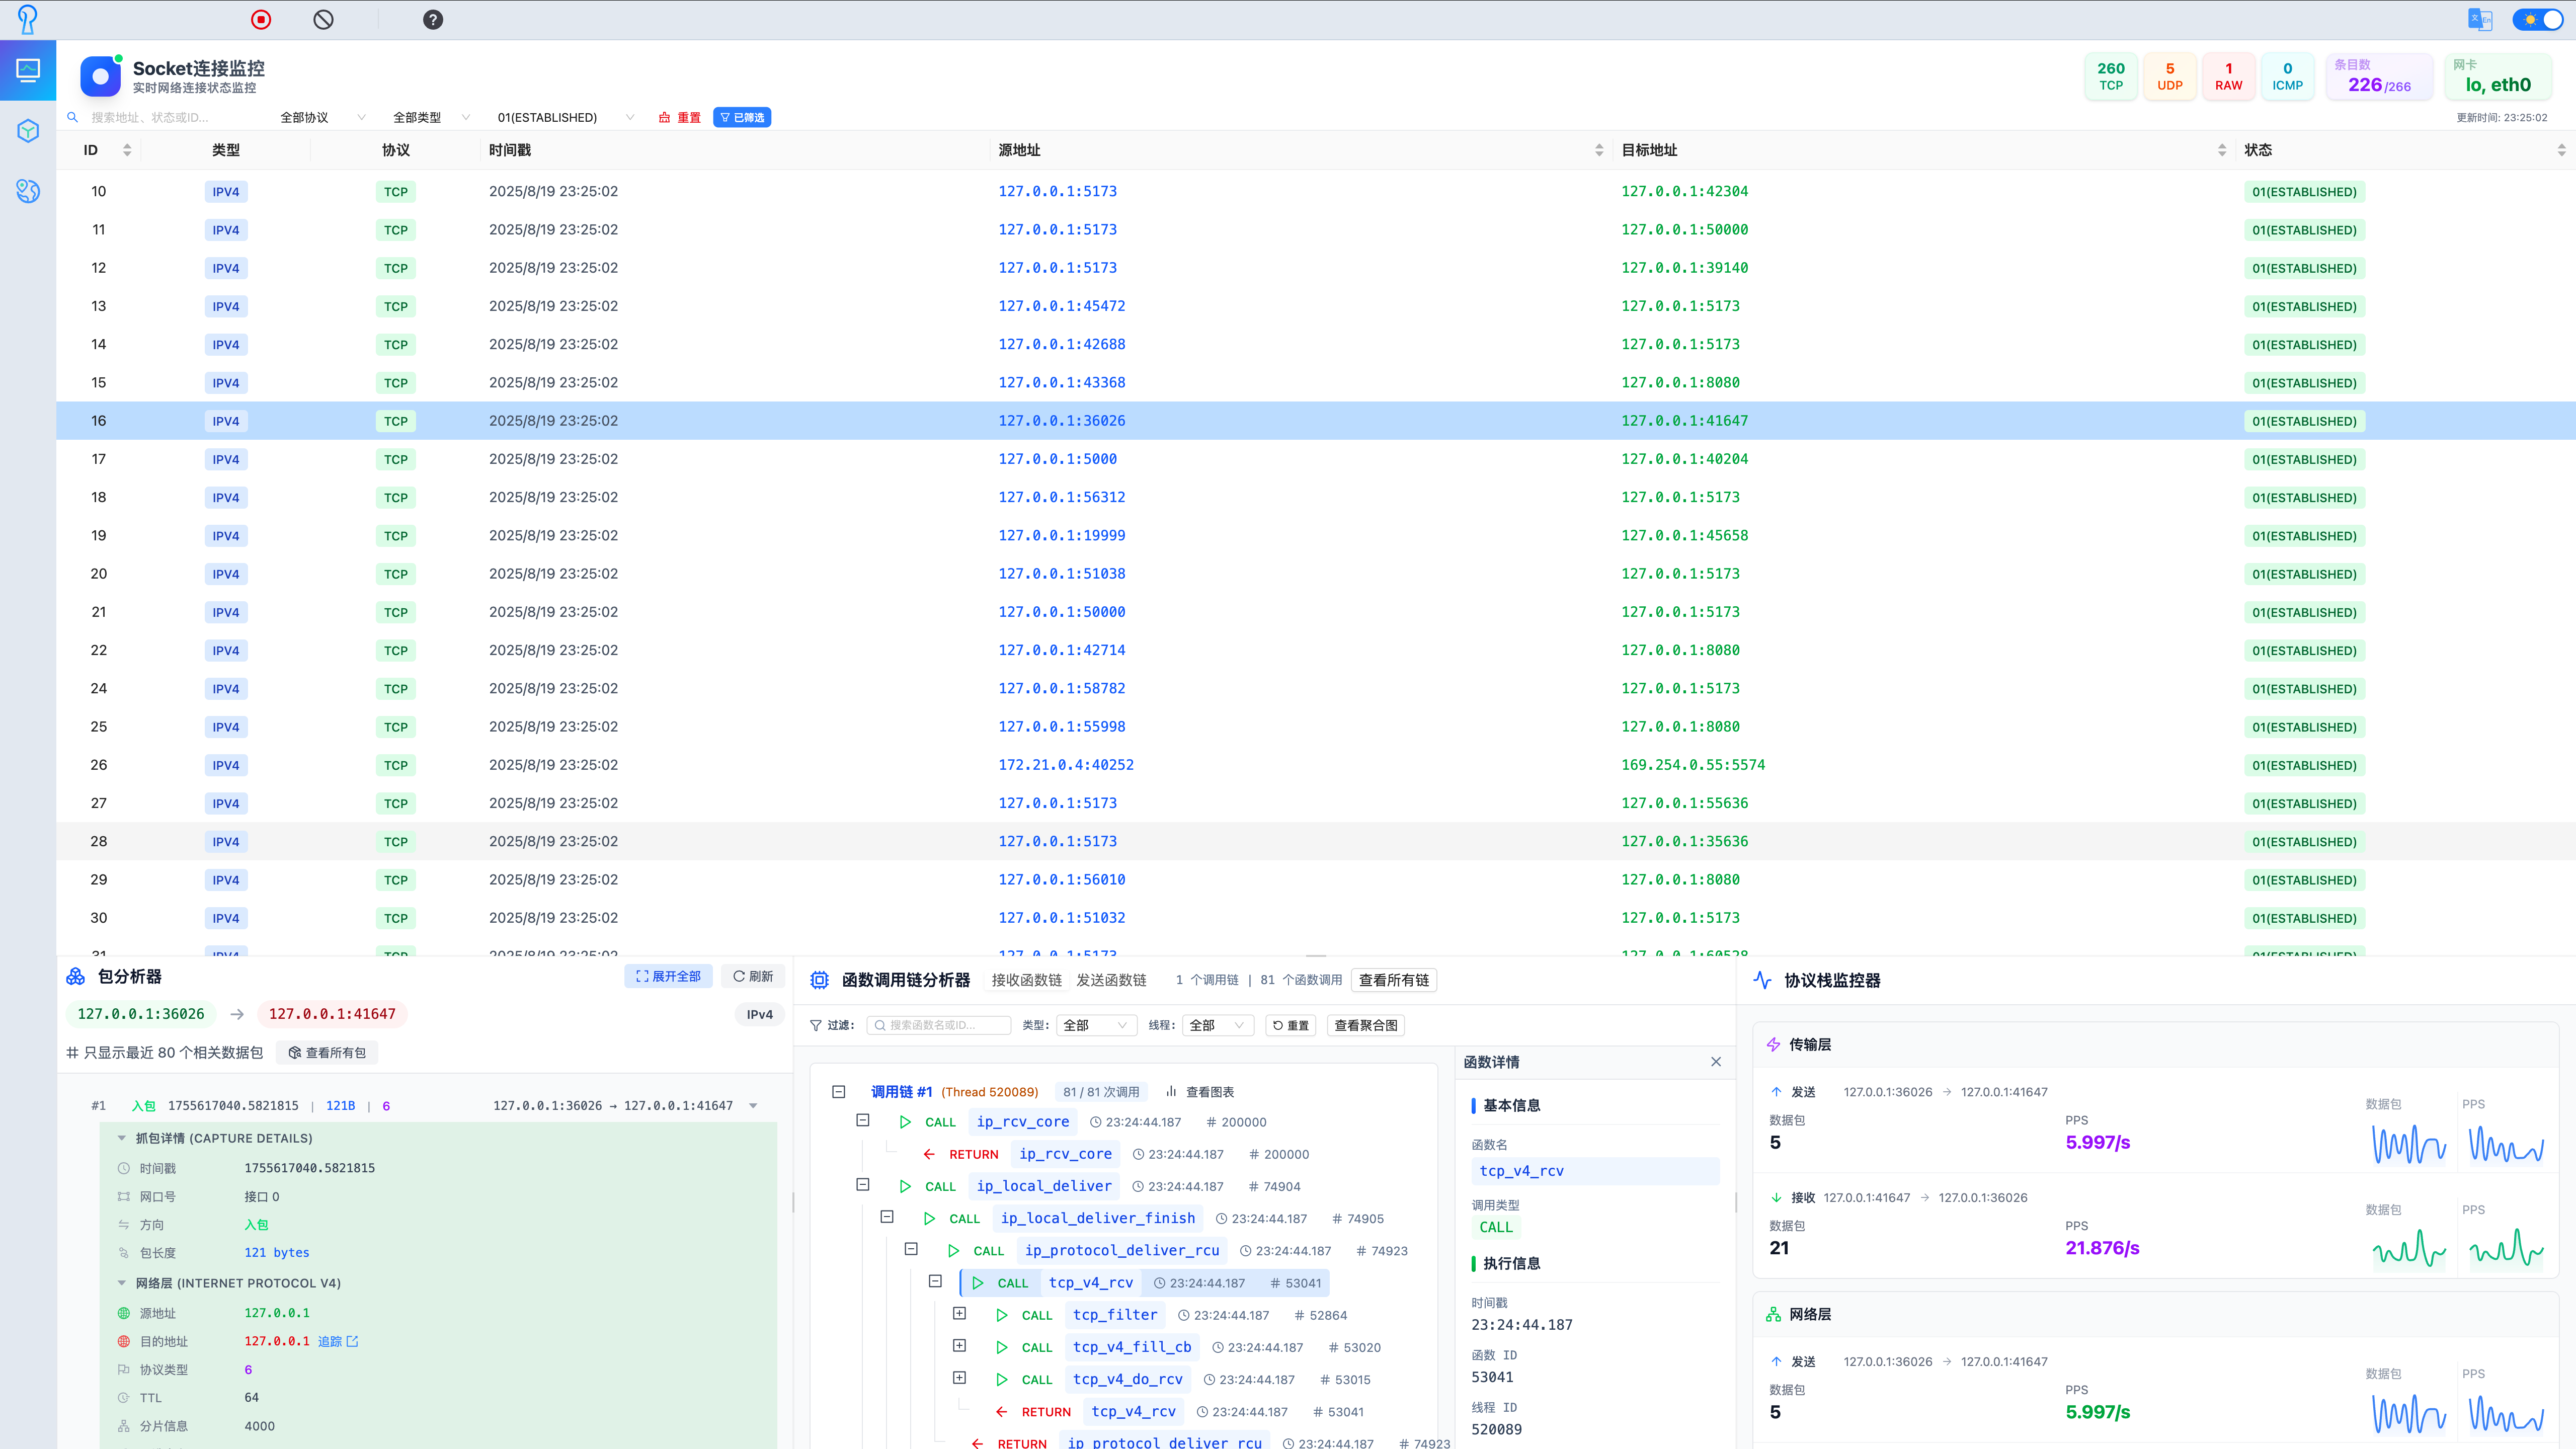 Socket连接监控
实时网络连接状态监控
260 TCP
5 UDP
1 RAW
0 ICMP
条目数 226/266
网卡 lo, eth0
搜索地址、状态或ID... 全部协议 全部类型 01(ESTABLISHED) 重置 已筛选
更新时间: 23:25:02
ID 类型 协议 时间戳 源地址 目标地址 状态
10 IPV4 TCP 2025/8/19 23:25:02 127.0.0.1:5173 127.0.0.1:42304 01(ESTABLISHED)
11 IPV4 TCP 2025/8/19 23:25:02 127.0.0.1:5173 127.0.0.1:50000 01(ESTABLISHED)
12 IPV4 TCP 2025/8/19 23:25:02 127.0.0.1:5173 127.0.0.1:39140 01(ESTABLISHED)
13 IPV4 TCP 2025/8/19 23:25:02 127.0.0.1:45472 127.0.0.1:5173 01(ESTABLISHED)
14 IPV4 TCP 2025/8/19 23:25:02 127.0.0.1:42688 127.0.0.1:5173 01(ESTABLISHED)
15 IPV4 TCP 2025/8/19 23:25:02 127.0.0.1:43368 127.0.0.1:8080 01(ESTABLISHED)
16 IPV4 TCP 2025/8/19 23:25:02 127.0.0.1:36026 127.0.0.1:41647 01(ESTABLISHED)
17 IPV4 TCP 2025/8/19 23:25:02 127.0.0.1:5000 127.0.0.1:40204 01(ESTABLISHED)
18 IPV4 TCP 2025/8/19 23:25:02 127.0.0.1:56312 127.0.0.1:5173 01(ESTABLISHED)
19 IPV4 TCP 2025/8/19 23:25:02 127.0.0.1:19999 127.0.0.1:45658 01(ESTABLISHED)
20 IPV4 TCP 2025/8/19 23:25:02 127.0.0.1:51038 127.0.0.1:5173 01(ESTABLISHED)
21 IPV4 TCP 2025/8/19 23:25:02 127.0.0.1:50000 127.0.0.1:5173 01(ESTABLISHED)
22 IPV4 TCP 2025/8/19 23:25:02 127.0.0.1:42714 127.0.0.1:8080 01(ESTABLISHED)
24 IPV4 TCP 2025/8/19 23:25:02 127.0.0.1:58782 127.0.0.1:5173 01(ESTABLISHED)
25 IPV4 TCP 2025/8/19 23:25:02 127.0.0.1:55998 127.0.0.1:8080 01(ESTABLISHED)
26 IPV4 TCP 2025/8/19 23:25:02 172.21.0.4:40252 169.254.0.55:5574 01(ESTABLISHED)
27 IPV4 TCP 2025/8/19 23:25:02 127.0.0.1:5173 127.0.0.1:55636 01(ESTABLISHED)
28 IPV4 TCP 2025/8/19 23:25:02 127.0.0.1:5173 127.0.0.1:35636 01(ESTABLISHED)
29 IPV4 TCP 2025/8/19 23:25:02 127.0.0.1:56010 127.0.0.1:8080 01(ESTABLISHED)
30 IPV4 TCP 2025/8/19 23:25:02 127.0.0.1:51032 127.0.0.1:5173 01(ESTABLISHED)
包分析器 展开全部 刷新
127.0.0.1:36026 → 127.0.0.1:41647 IPv4
# 只显示最近 80 个相关数据包 查看所有包
#1 入包 1755617040.5821815 | 121B | 6 127.0.0.1:36026 → 127.0.0.1:41647
抓包详情 (CAPTURE DETAILS)
时间戳 1755617040.5821815
网口号 接口 0
方向 入包
包长度 121 bytes
网络层 (INTERNET PROTOCOL V4)
源地址 127.0.0.1
目的地址 127.0.0.1 追踪
协议类型 6
TTL 64
分片信息 4000
函数调用链分析器 接收函数链 发送函数链 1 个调用链 | 81 个函数调用 查看所有链
过滤: 搜索函数名或ID... 类型: 全部 线程: 全部 重置 查看聚合图
调用链 #1 (Thread 520089) 81 / 81 次调用 查看图表
CALL ip_rcv_core 23:24:44.187 # 200000
RETURN ip_rcv_core 23:24:44.187 # 200000
CALL ip_local_deliver 23:24:44.187 # 74904
CALL ip_local_deliver_finish 23:24:44.187 # 74905
CALL ip_protocol_deliver_rcu 23:24:44.187 # 74923
CALL tcp_v4_rcv 23:24:44.187 # 53041
CALL tcp_filter 23:24:44.187 # 52864
CALL tcp_v4_fill_cb 23:24:44.187 # 53020
CALL tcp_v4_do_rcv 23:24:44.187 # 53015
RETURN tcp_v4_rcv 23:24:44.187 # 53041
RETURN ip_protocol_deliver_rcu 23:24:44.187 # 74923
函数详情
基本信息
函数名
tcp_v4_rcv
调用类型
CALL
执行信息
时间戳
23:24:44.187
函数 ID
53041
线程 ID
520089
协议栈监控器
传输层
发送 127.0.0.1:36026 → 127.0.0.1:41647
数据包 PPS 数据包 PPS
5 5.997/s
接收 127.0.0.1:41647 → 127.0.0.1:36026
数据包 PPS 数据包 PPS
21 21.876/s
网络层
发送 127.0.0.1:36026 → 127.0.0.1:41647
数据包 PPS 数据包 PPS
5 5.997/s